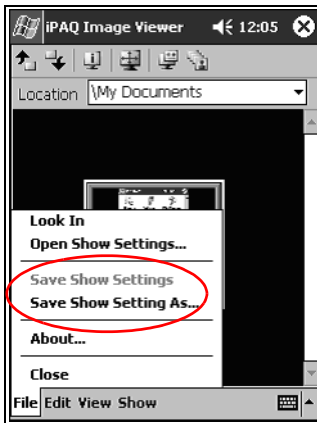 iPAQ Image Viewer 12:05
Location \My Documents
Look In
Open Show Settings...
Save Show Settings
Save Show Setting As...
About...
Close
File Edit View Show